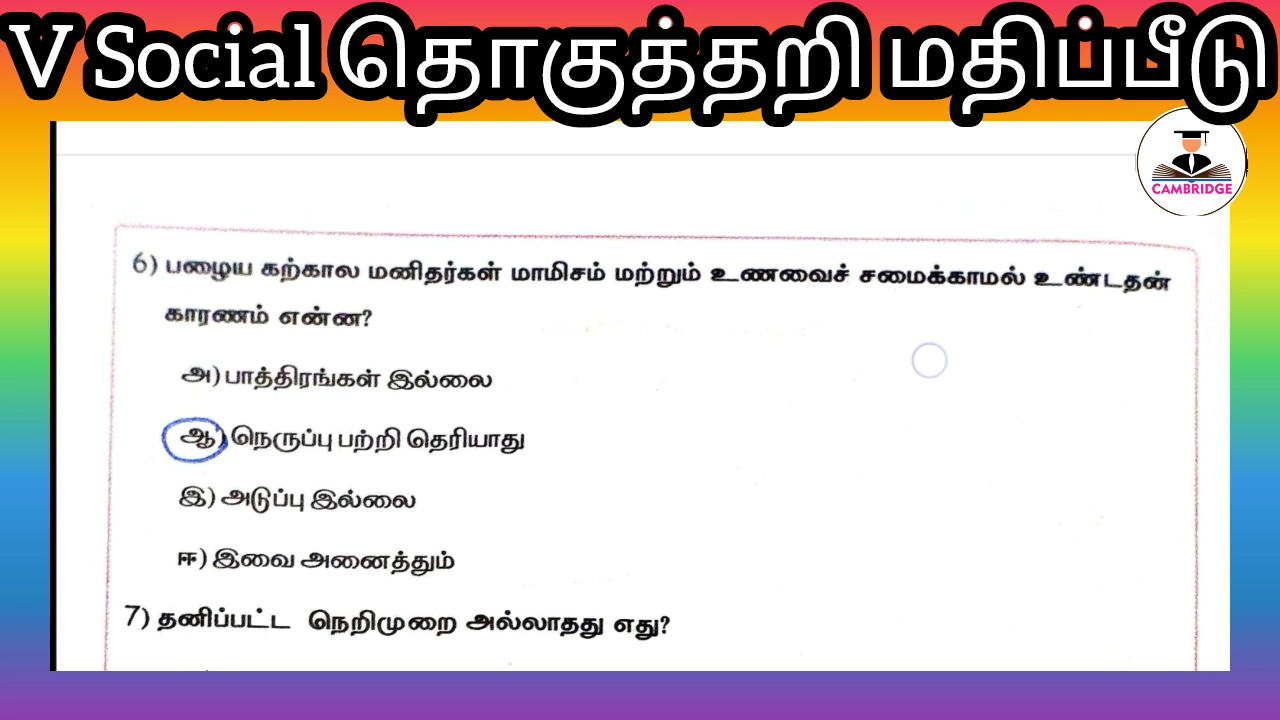 V Social தொகுத்தறி மதிப்பீடு
CAMBRIDGE
6) பழைய கற்கால மனிதர்கள் மாமிசம் மற்றும் உணவைச் சமைக்காமல் உண்டதன்
காரணம் என்ன?
அ) பாத்திரங்கள் இல்லை
ஆ) நெருப்பு பற்றி தெரியாது
இ) அடுப்பு இல்லை
ஈ) இவை அனைத்தும்
7) தனிப்பட்ட நெறிமுறை அல்லாதது எது?